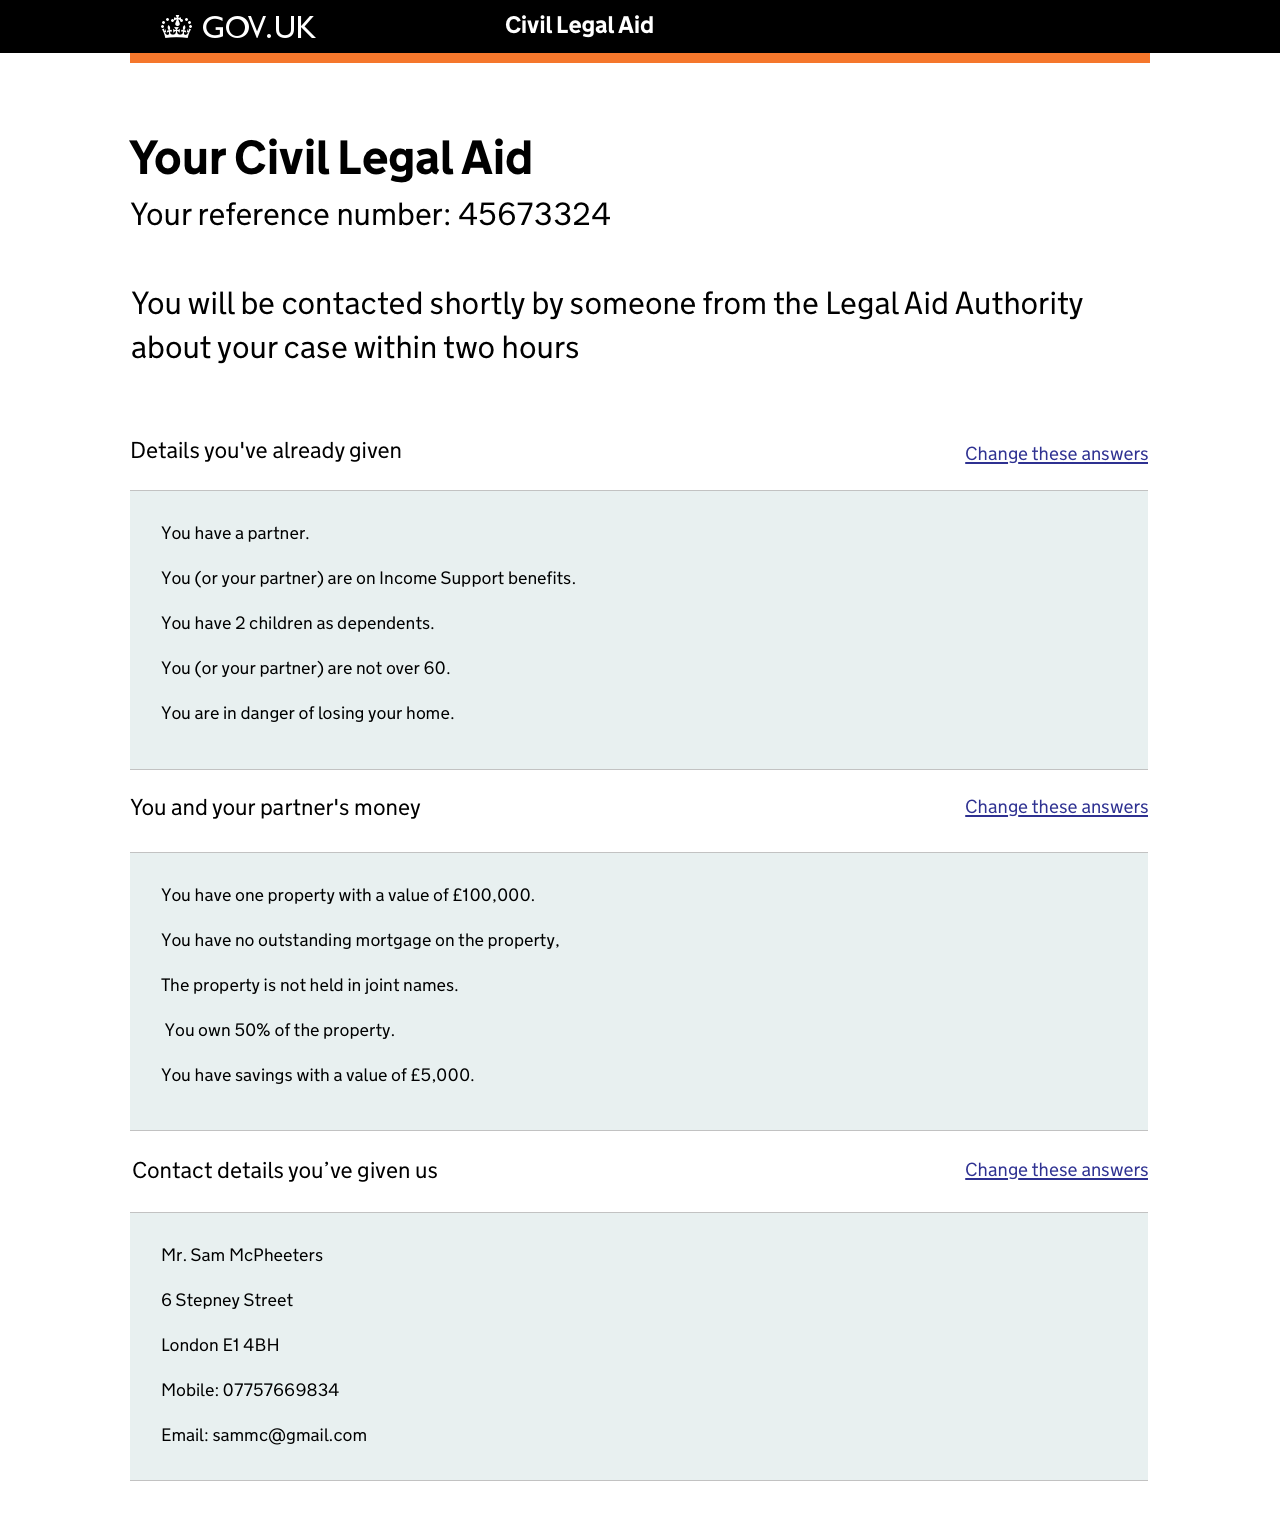 GOV.UK
Civil Legal Aid
Your Civil Legal Aid
Your reference number: 45673324
You will be contacted shortly by someone from the Legal Aid Authority
about your case within two hours
Details you've already given
Change these answers
You have a partner.
You (or your partner) are on Income Support benefits.
You have 2 children as dependents.
You (or your partner) are not over 60.
You are in danger of losing your home.
You and your partner's money
Change these answers
You have one property with a value of £100,000.
You have no outstanding mortgage on the property,
The property is not held in joint names.
You own 50% of the property.
You have savings with a value of £5,000.
Contact details you’ve given us
Change these answers
Mr. Sam McPheeters
6 Stepney Street
London E1 4BH
Mobile: 07757669834
Email: sammc@gmail.com